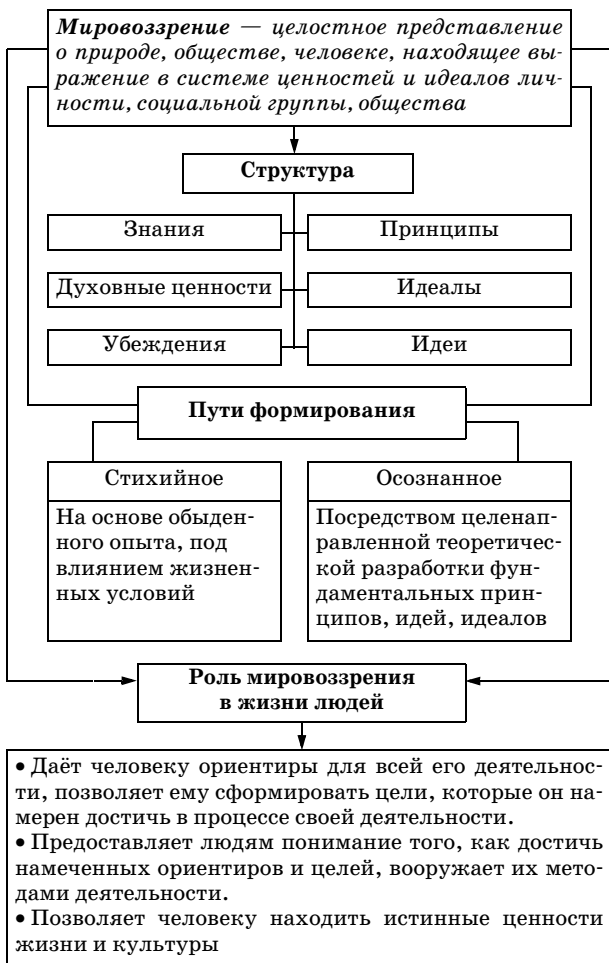 Мировоззрение — целостное представление
о природе, обществе, человеке, находящее вы-
ражение в системе ценностей и идеалов лич-
ности, социальной группы, общества
Структура
Знания
Принципы
Духовные ценности
Идеалы
Убеждения
Идеи
Пути формирования
Стихийное
На основе обыден-
ного опыта, под
влиянием жизнен-
ных условий
Осознанное
Посредством целенап-
равленной теоретичес-
кой разработки фун-
даментальных прин-
ципов, идей, идеалов
Роль мировоззрения
в жизни людей
• Даёт человеку ориентиры для всей его деятельнос-
ти, позволяет ему сформировать цели, которые он на-
мерен достичь в процессе своей деятельности.
• Предоставляет людям понимание того, как достичь
намеченных ориентиров и целей, вооружает их мето-
дами деятельности.
• Позволяет человеку находить истинные ценности
жизни и культуры